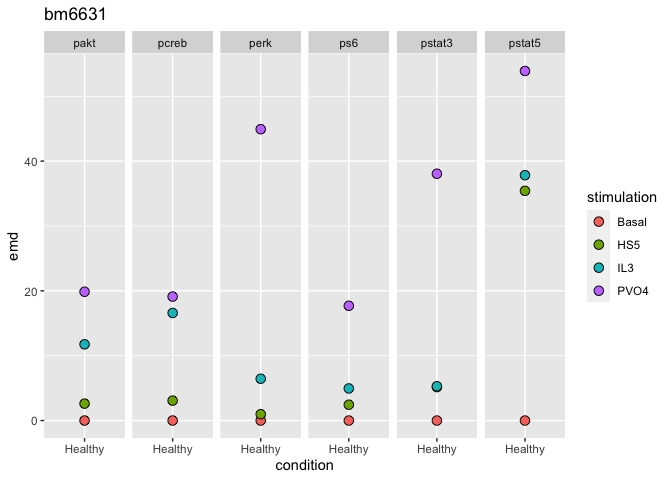 bm6631
pakt pcreb perk ps6 pstat3 pstat5
40
20
0
emd
Healthy Healthy Healthy Healthy Healthy Healthy
condition
stimulation
Basal
HS5
IL3
PVO4